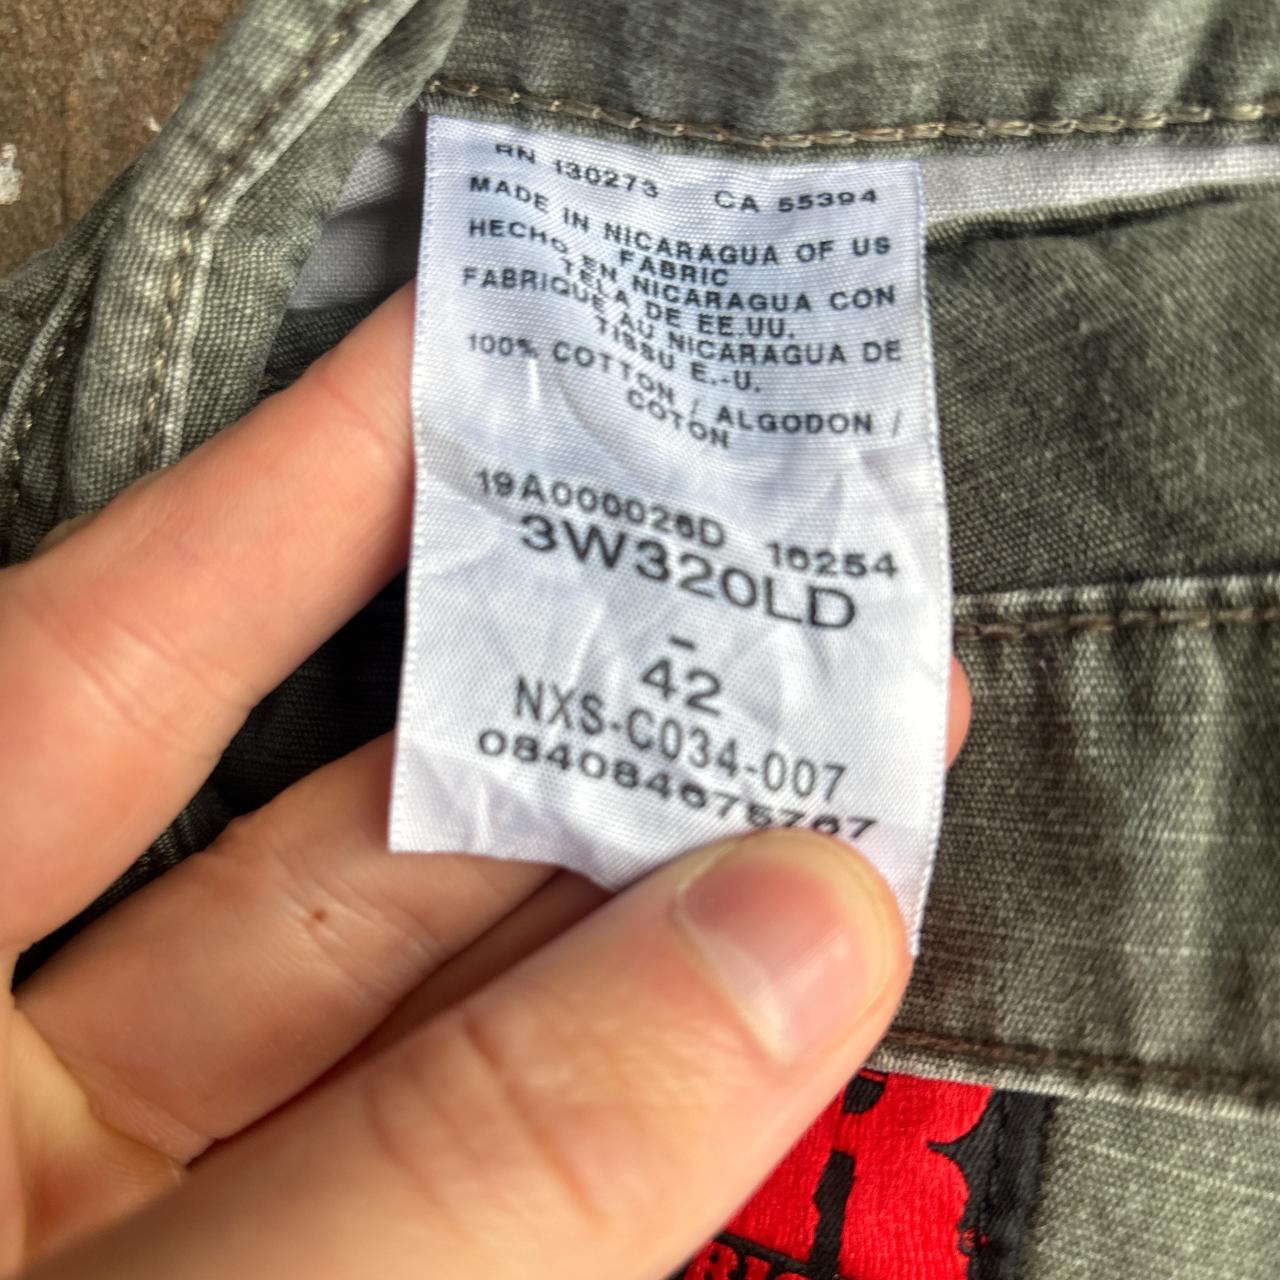 RN 130273 CA 55394
MADE IN NICARAGUA OF US
FABRIC
HECHO EN NICARAGUA CON
TELA DE EE.UU.
FABRIQUE AU NICARAGUA DE
TISSU E.-U.
100% COTTON / ALGODON /
COTON
19A000026D 16254
3W320LD
-
42
NXS-C034-007